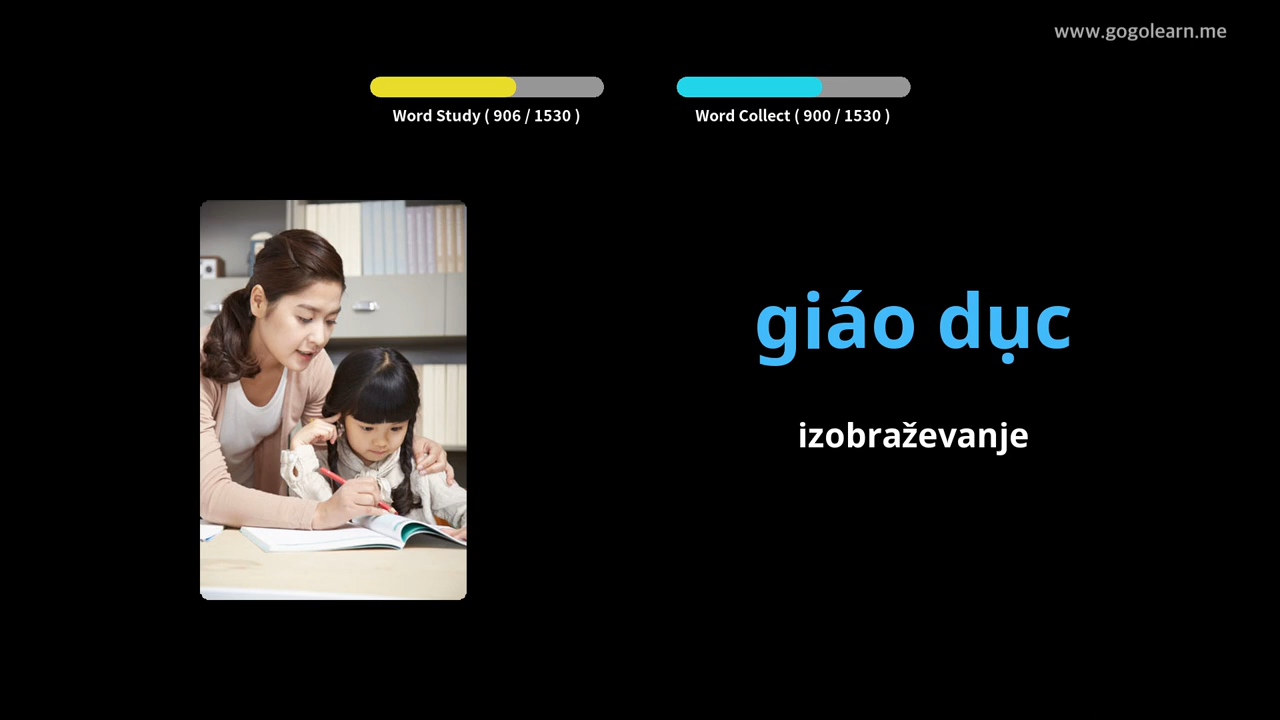 www.gogolearn.me
Word Study ( 906 / 1530 )
Word Collect ( 900 / 1530 )
giáo dục
izobraževanje